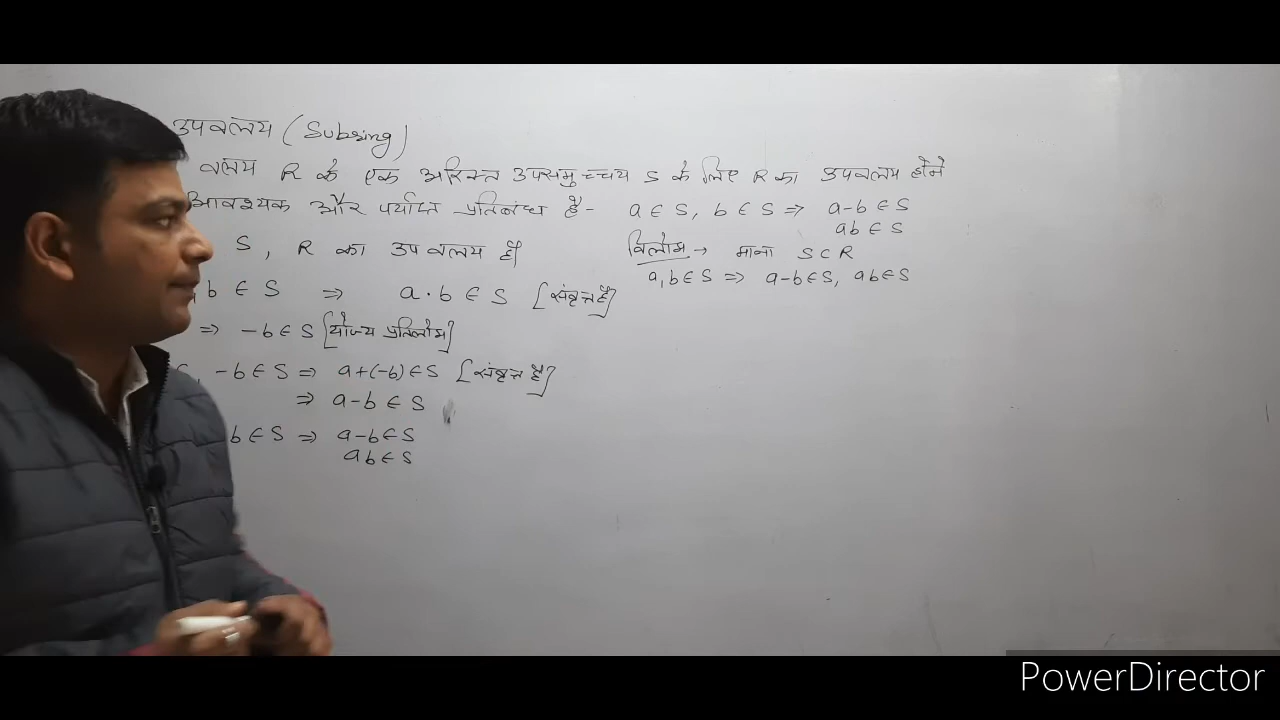 उपवलय (Subring)
वलय R के एक अरिक्त उपसमुच्चय S के लिए R का उपवलय होने
आवश्यक और पर्याप्त प्रतिबंध है- a ∈ S, b ∈ S ⇒ a-b ∈ S
ab ∈ S
S, R का उपवलय है।
,b ∈ S ⇒ a·b ∈ S [संवृत्त है]
⇒ -b ∈ S [योज्य प्रतिलोम]
S, -b ∈ S ⇒ a+(-b) ∈ S [संवृत्त है]
⇒ a-b ∈ S
b ∈ S ⇒ a-b ∈ S
ab ∈ S
विलोम → माना S ⊂ R
a,b ∈ S ⇒ a-b ∈ S, ab ∈ S
PowerDirector